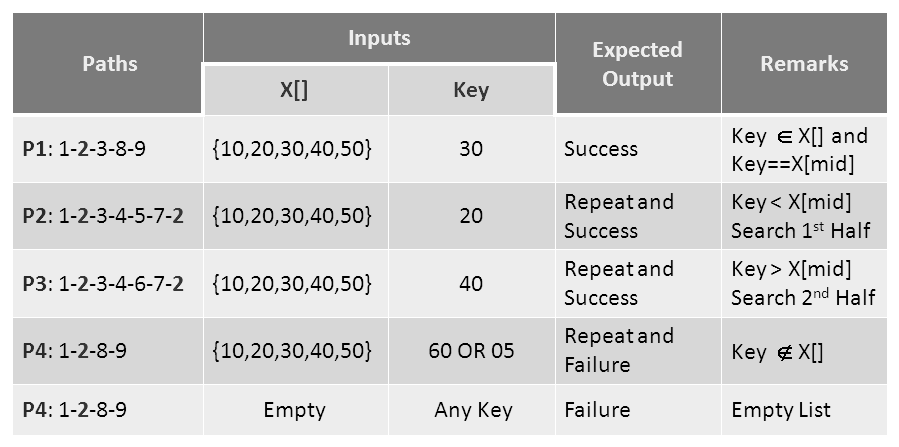 Paths
Inputs
Expected
Output
Remarks
X[]
Key
P1: 1-2-3-8-9
{10,20,30,40,50}
30
Success
Key ∈ X[] and
Key==X[mid]
P2: 1-2-3-4-5-7-2
{10,20,30,40,50}
20
Repeat and
Success
Key < X[mid]
Search 1st Half
P3: 1-2-3-4-6-7-2
{10,20,30,40,50}
40
Repeat and
Success
Key > X[mid]
Search 2nd Half
P4: 1-2-8-9
{10,20,30,40,50}
60 OR 05
Repeat and
Failure
Key ∉ X[]
P4: 1-2-8-9
Empty
Any Key
Failure
Empty List